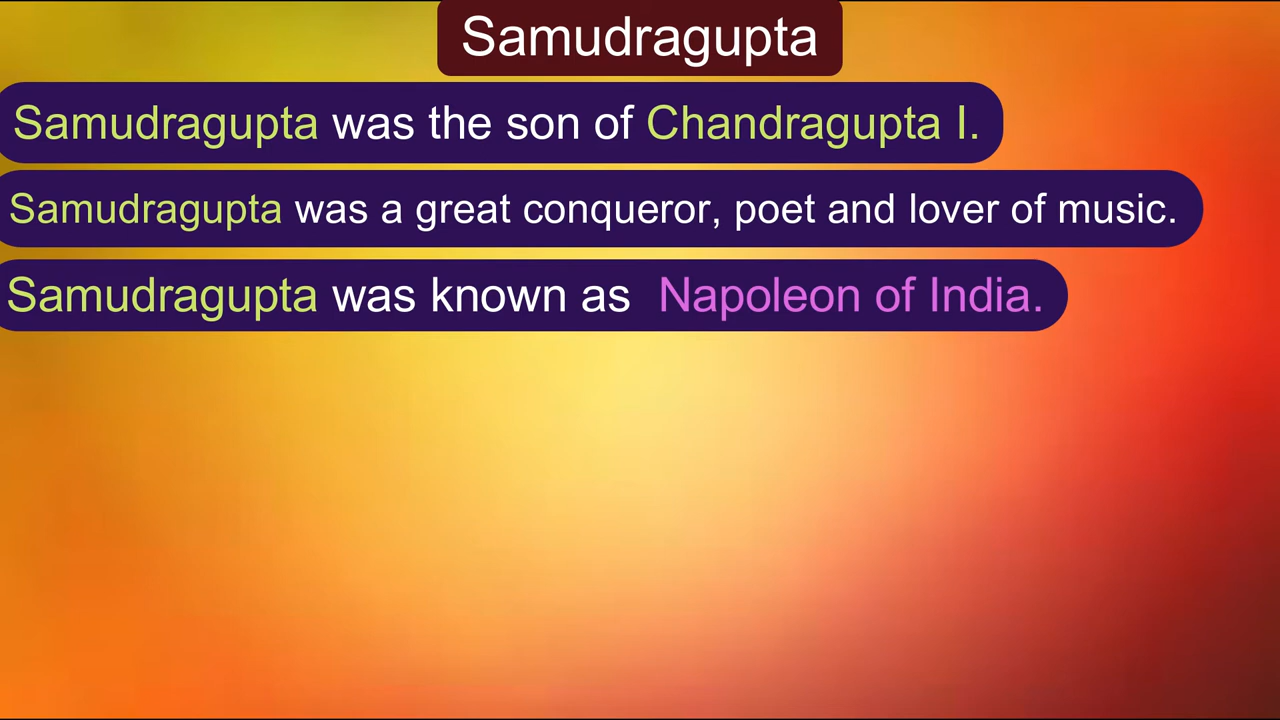 Samudragupta
Samudragupta was the son of Chandragupta I.
Samudragupta was a great conqueror, poet and lover of music.
Samudragupta was known as Napoleon of India.